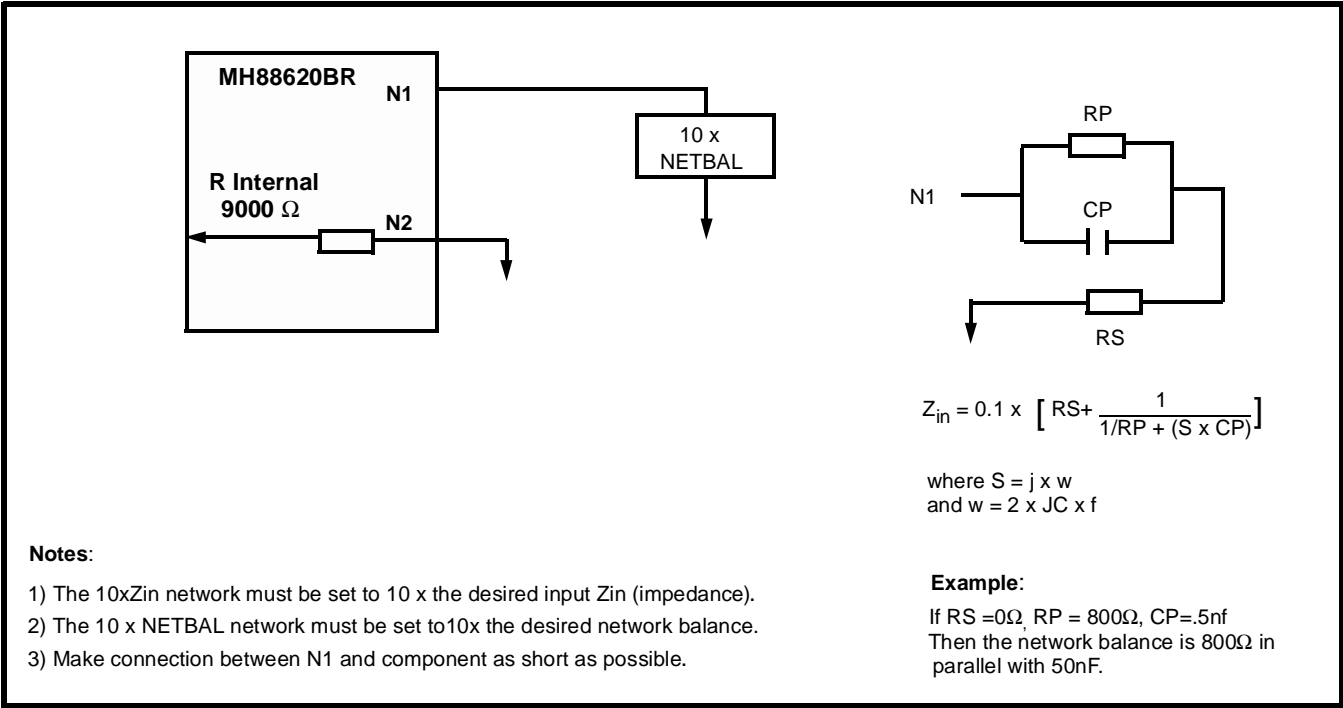 MH88620BR
N1
10 x
NETBAL
R Internal
9000 Ω
N2
RP
N1
CP
RS
Zin = 0.1 x [ RS+ 1 / 1/RP + (S x CP) ]
where S = j x w
and w = 2 x JC x f
Notes:
1) The 10xZin network must be set to 10 x the desired input Zin (impedance).
2) The 10 x NETBAL network must be set to10x the desired network balance.
3) Make connection between N1 and component as short as possible.
Example:
If RS =0Ω, RP = 800Ω, CP=.5nf
Then the network balance is 800Ω in
parallel with 50nF.